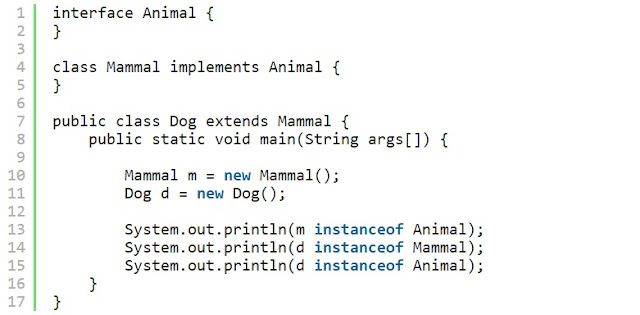 1 interface Animal {
2 }
3
4 class Mammal implements Animal {
5 }
6
7 public class Dog extends Mammal {
8     public static void main(String args[]) {
9
10         Mammal m = new Mammal();
11         Dog d = new Dog();
12
13         System.out.println(m instanceof Animal);
14         System.out.println(d instanceof Mammal);
15         System.out.println(d instanceof Animal);
16     }
17 }